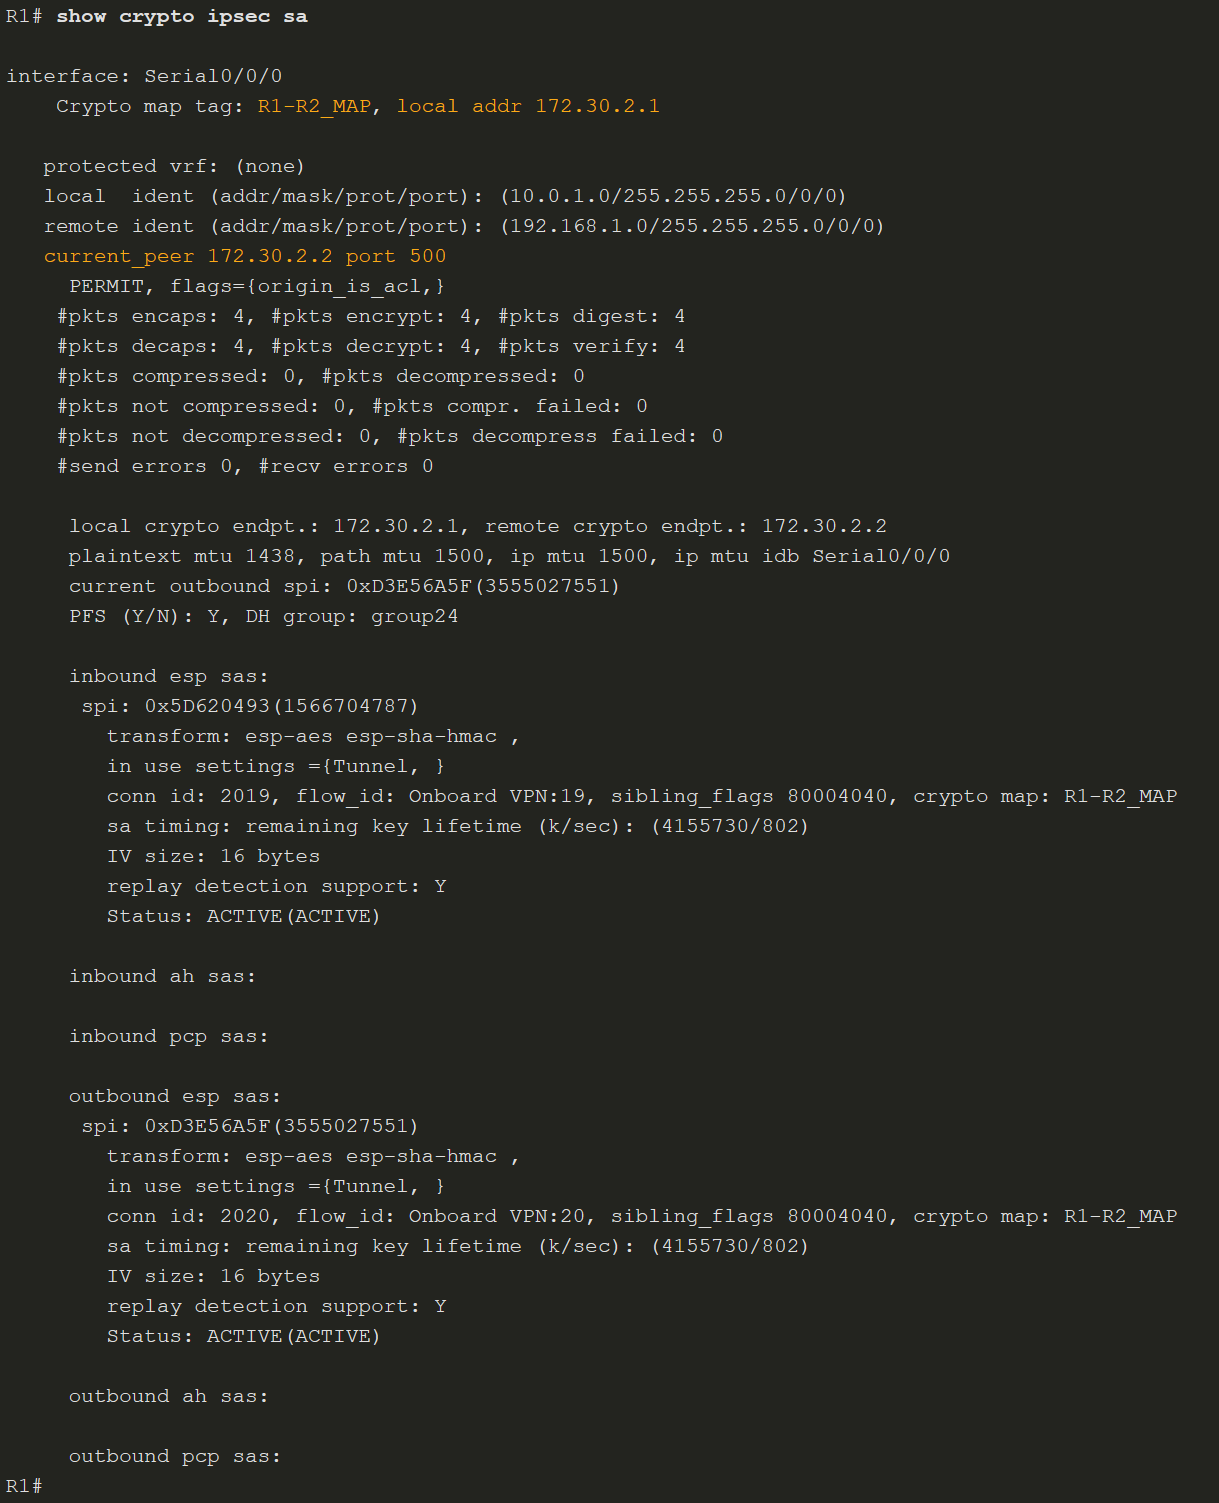 R1# show crypto ipsec sa
interface: Serial0/0/0
Crypto map tag: R1-R2_MAP, local addr 172.30.2.1
protected vrf: (none)
local  ident (addr/mask/prot/port): (10.0.1.0/255.255.255.0/0/0)
remote ident (addr/mask/prot/port): (192.168.1.0/255.255.255.0/0/0)
current_peer 172.30.2.2 port 500
PERMIT, flags={origin_is_acl,}
#pkts encaps: 4, #pkts encrypt: 4, #pkts digest: 4
#pkts decaps: 4, #pkts decrypt: 4, #pkts verify: 4
#pkts compressed: 0, #pkts decompressed: 0
#pkts not compressed: 0, #pkts compr. failed: 0
#pkts not decompressed: 0, #pkts decompress failed: 0
#send errors 0, #recv errors 0
local crypto endpt.: 172.30.2.1, remote crypto endpt.: 172.30.2.2
plaintext mtu 1438, path mtu 1500, ip mtu 1500, ip mtu idb Serial0/0/0
current outbound spi: 0xD3E56A5F(3555027551)
PFS (Y/N): Y, DH group: group24
inbound esp sas:
spi: 0x5D620493(1566704787)
transform: esp-aes esp-sha-hmac ,
in use settings ={Tunnel, }
conn id: 2019, flow_id: Onboard VPN:19, sibling_flags 80004040, crypto map: R1-R2_MAP
sa timing: remaining key lifetime (k/sec): (4155730/802)
IV size: 16 bytes
replay detection support: Y
Status: ACTIVE(ACTIVE)
inbound ah sas:
inbound pcp sas:
outbound esp sas:
spi: 0xD3E56A5F(3555027551)
transform: esp-aes esp-sha-hmac ,
in use settings ={Tunnel, }
conn id: 2020, flow_id: Onboard VPN:20, sibling_flags 80004040, crypto map: R1-R2_MAP
sa timing: remaining key lifetime (k/sec): (4155730/802)
IV size: 16 bytes
replay detection support: Y
Status: ACTIVE(ACTIVE)
outbound ah sas:
outbound pcp sas:
R1#